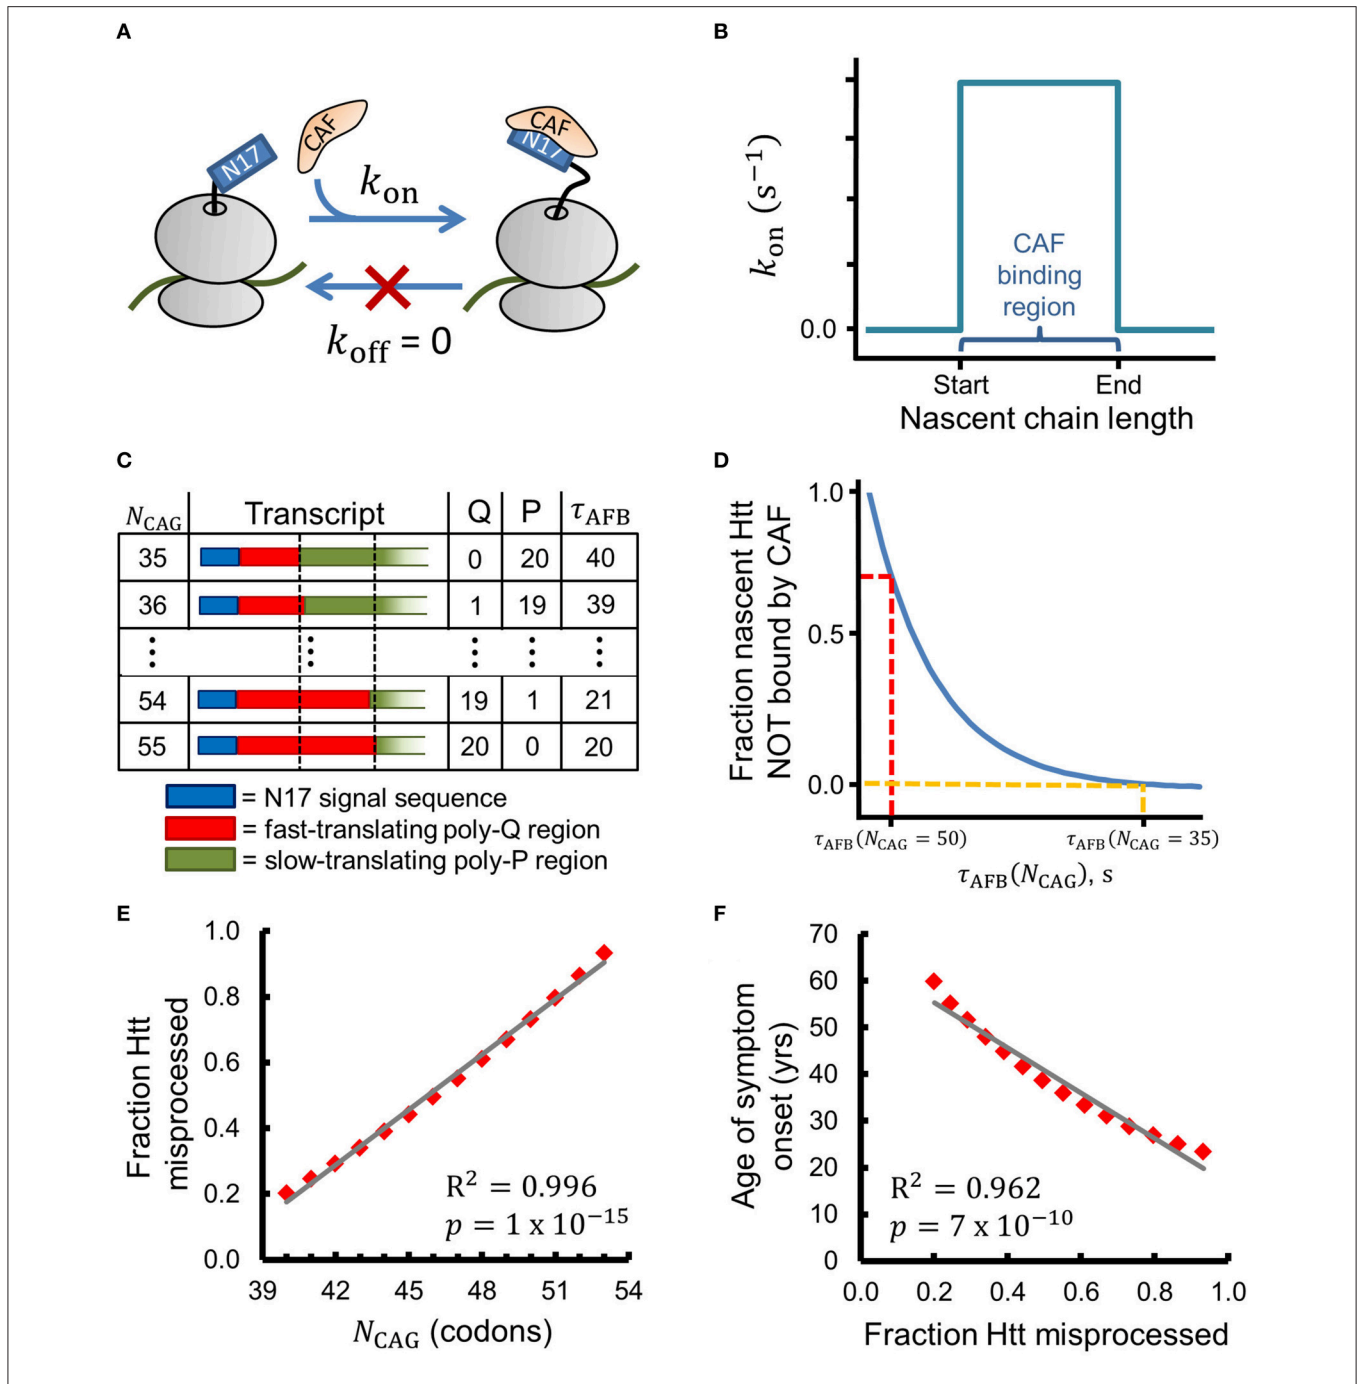 A
N17
CAF
k_on
k_off = 0
CAF
N17
B
k_on (s⁻¹)
0.0
CAF
binding
region
Start
End
Nascent chain length
C
N_CAG
Transcript
Q
P
τ_AFB
35
0
20
40
36
1
19
39
⋮
⋮
⋮
⋮
⋮
54
19
1
21
55
20
0
20
= N17 signal sequence
= fast-translating poly-Q region
= slow-translating poly-P region
D
Fraction nascent Htt
NOT bound by CAF
1.0
0.5
0.0
τ_AFB(N_CAG = 50)
τ_AFB(N_CAG = 35)
τ_AFB(N_CAG), s
E
Fraction Htt
misprocessed
1.0
0.8
0.6
0.4
0.2
0.0
R² = 0.996
p = 1 x 10⁻¹⁵
39
42
45
48
51
54
N_CAG (codons)
F
Age of symptom
onset (yrs)
70
60
50
40
30
20
10
0
R² = 0.962
p = 7 x 10⁻¹⁰
0.0
0.2
0.4
0.6
0.8
1.0
Fraction Htt misprocessed